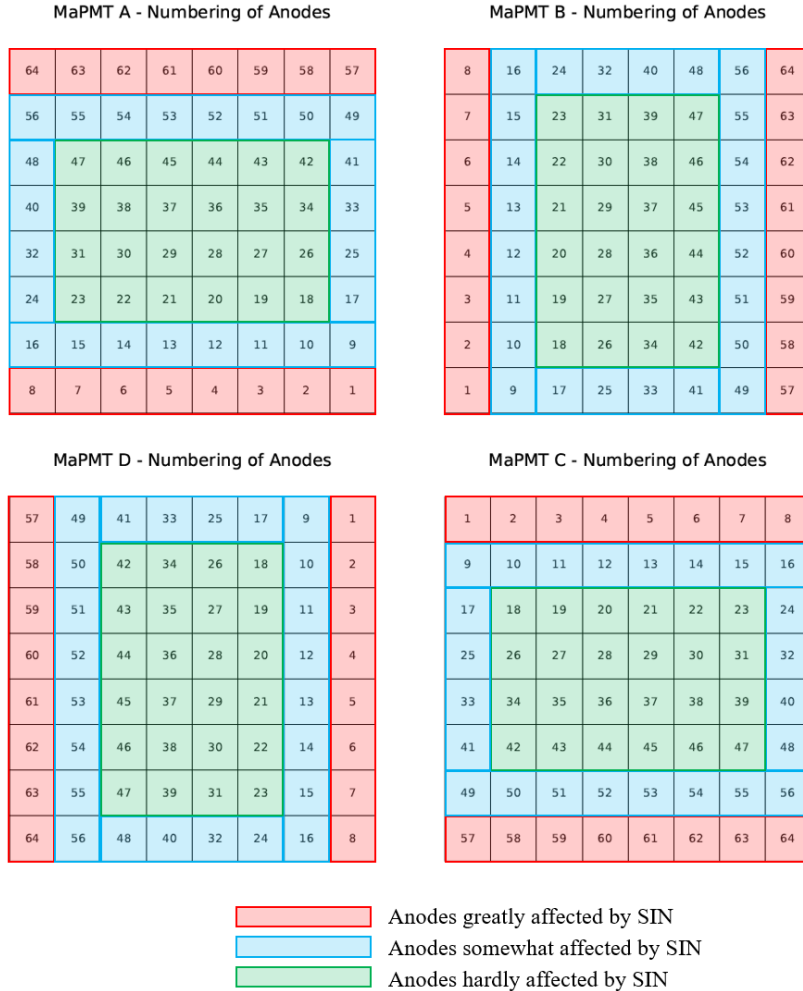 MaPMT A - Numbering of Anodes
64 63 62 61 60 59 58 57
56 55 54 53 52 51 50 49
48 47 46 45 44 43 42 41
40 39 38 37 36 35 34 33
32 31 30 29 28 27 26 25
24 23 22 21 20 19 18 17
16 15 14 13 12 11 10 9
8 7 6 5 4 3 2 1
MaPMT B - Numbering of Anodes
8 16 24 32 40 48 56 64
7 15 23 31 39 47 55 63
6 14 22 30 38 46 54 62
5 13 21 29 37 45 53 61
4 12 20 28 36 44 52 60
3 11 19 27 35 43 51 59
2 10 18 26 34 42 50 58
1 9 17 25 33 41 49 57
MaPMT D - Numbering of Anodes
57 49 41 33 25 17 9 1
58 50 42 34 26 18 10 2
59 51 43 35 27 19 11 3
60 52 44 36 28 20 12 4
61 53 45 37 29 21 13 5
62 54 46 38 30 22 14 6
63 55 47 39 31 23 15 7
64 56 48 40 32 24 16 8
MaPMT C - Numbering of Anodes
1 2 3 4 5 6 7 8
9 10 11 12 13 14 15 16
17 18 19 20 21 22 23 24
25 26 27 28 29 30 31 32
33 34 35 36 37 38 39 40
41 42 43 44 45 46 47 48
49 50 51 52 53 54 55 56
57 58 59 60 61 62 63 64
Anodes greatly affected by SIN
Anodes somewhat affected by SIN
Anodes hardly affected by SIN